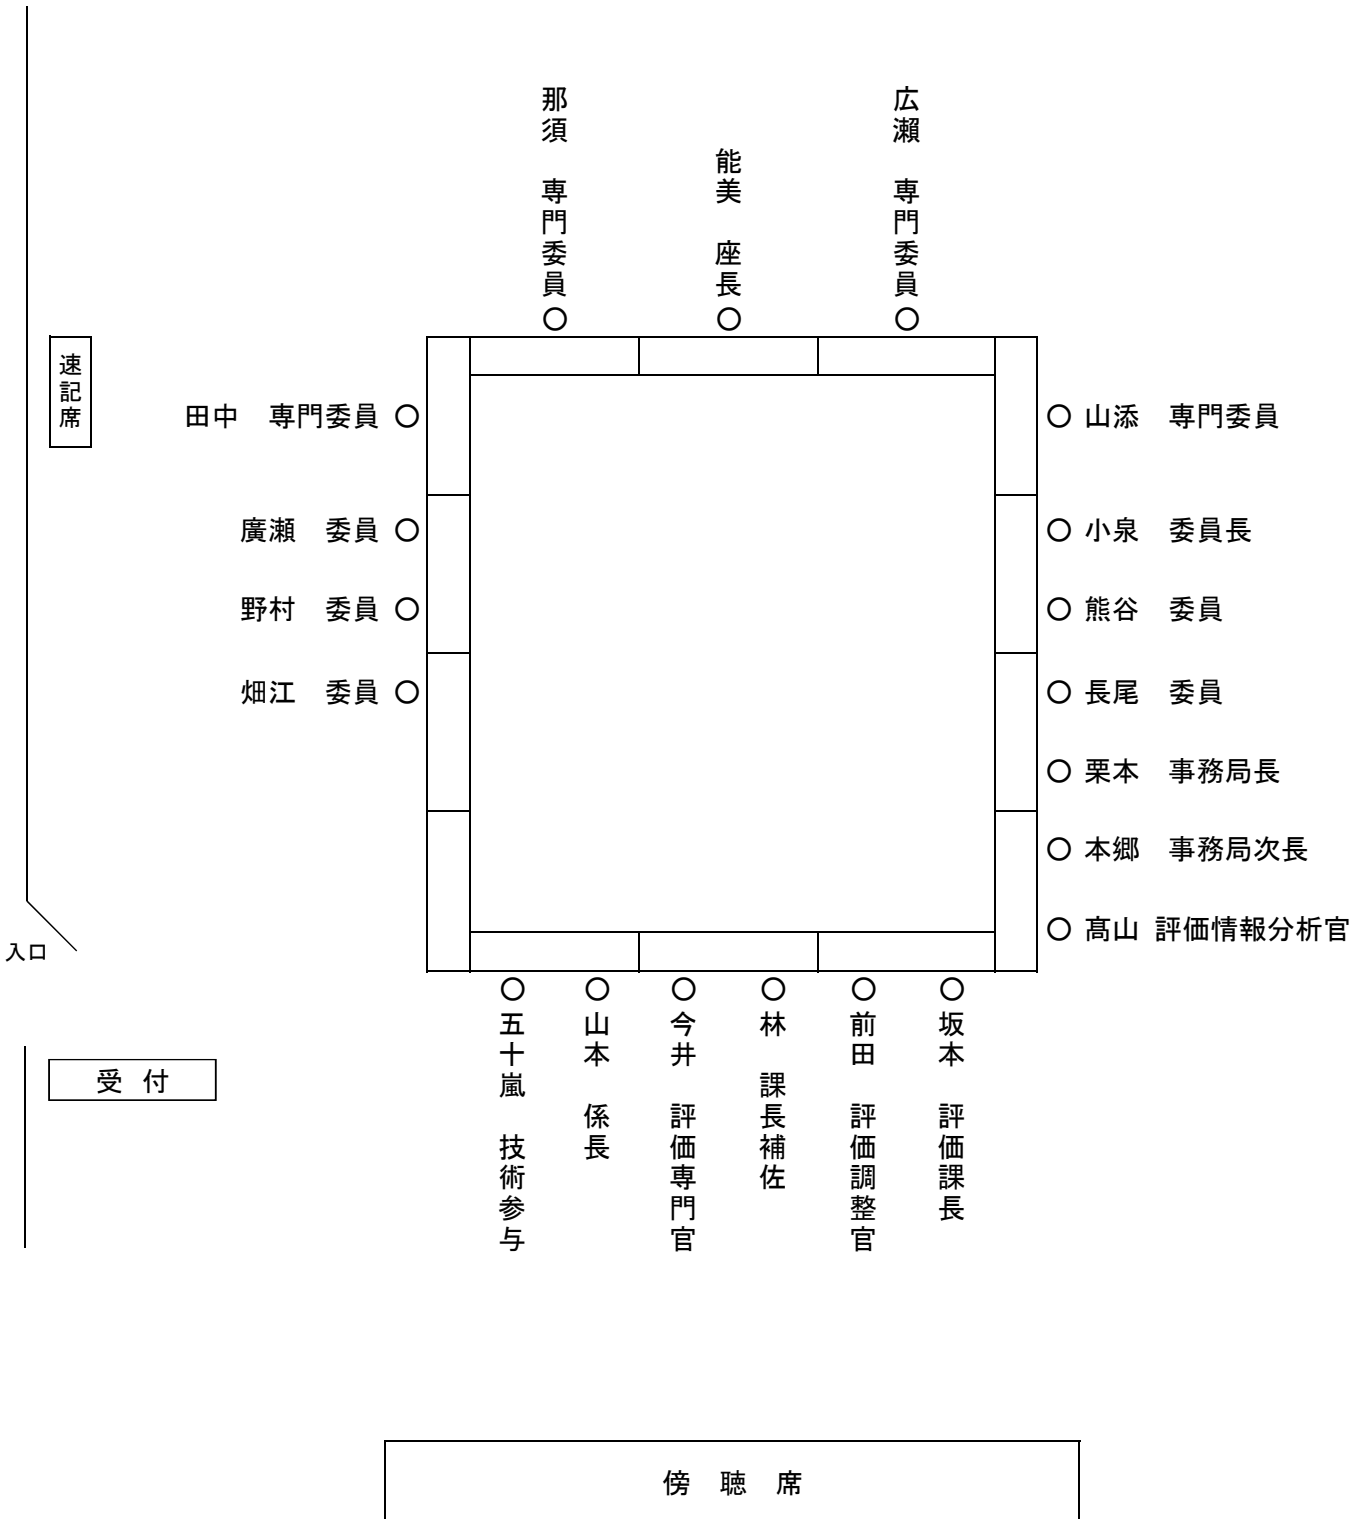 那須　専門委員
能美　座長
広瀬　専門委員
速記席
田中　専門委員 ○
廣瀬　委員 ○
野村　委員 ○
畑江　委員 ○
○ 山添　専門委員
○ 小泉　委員長
○ 熊谷　委員
○ 長尾　委員
○ 栗本　事務局長
○ 本郷　事務局次長
○ 髙山 評価情報分析官
入口
受 付
五十嵐　技術参与
山本　係長
今井　評価専門官
林　課長補佐
前田　評価調整官
坂本　評価課長
傍 聴 席